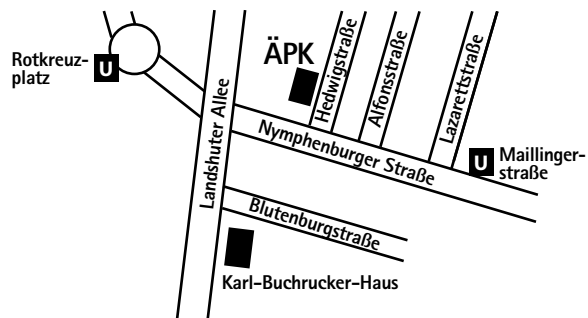 Rotkreuz-
platz
U
ÄPK
Landshuter Allee
Hedwigstraße
Alfonsstraße
Lazarettstraße
Nymphenburger Straße
U
Maillinger-
straße
Blutenburgstraße
Karl-Buchrucker-Haus